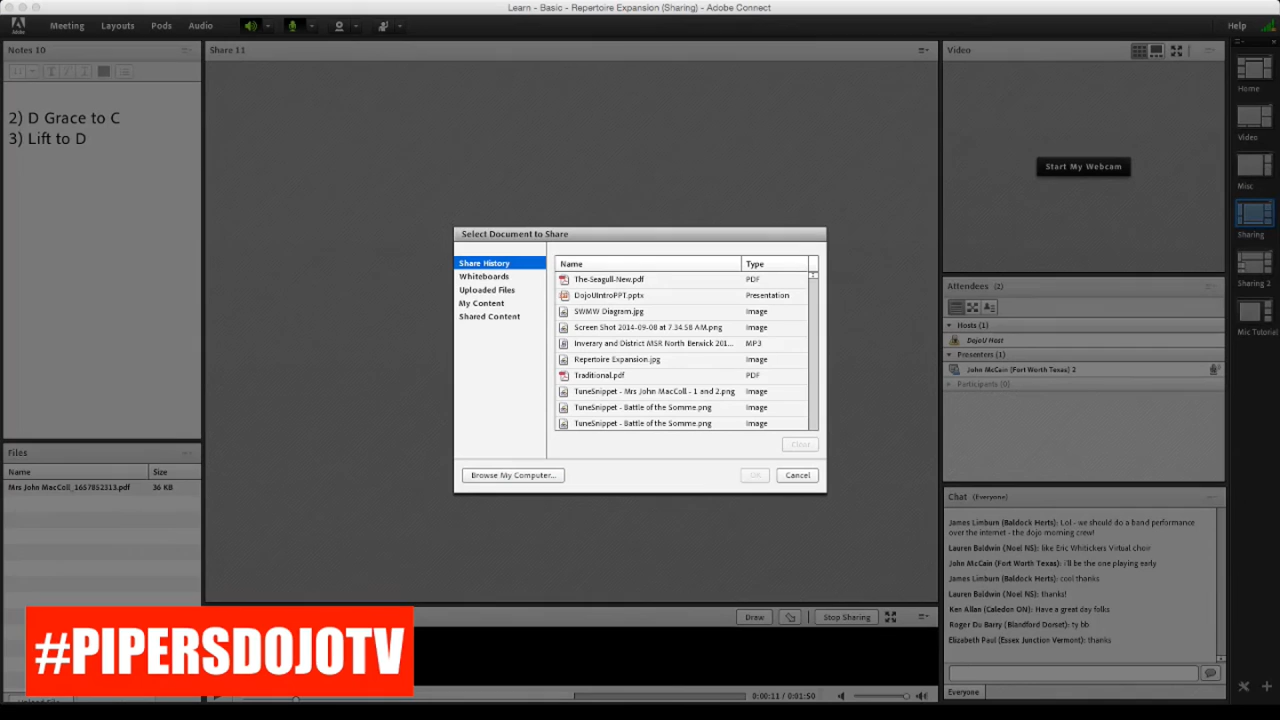 Learn - Basic - Repertoire Expansion (Sharing) - Adobe Connect
Meeting Layouts Pods Audio Help
Adobe
Notes 10
2) D Grace to C
3) Lift to D
Files
Name Size
Mrs John MacColl_1657852313.pdf 36 KB
Share 11
Select Document to Share
Share History
Whiteboards
Uploaded Files
My Content
Shared Content
Name Type
The-Seagull-New.pdf PDF
DojoUIntroPPT.pptx Presentation
SWMW Diagram.jpg Image
Screen Shot 2014-09-08 at 7.34.58 AM.png Image
Inverary and District MSR North Berwick 201... MP3
Repertoire Expansion.jpg Image
Traditional.pdf PDF
TuneSnippet - Mrs John MacColl - 1 and 2.png Image
TuneSnippet - Battle of the Somme.png Image
TuneSnippet - Battle of the Somme.png Image
Clear
Browse My Computer... OK Cancel
Draw Stop Sharing
0:00:11 / 0:01:50
#PIPERSDOJOTV
Video
Start My Webcam
Attendees (2)
Hosts (1)
DojoU Host
Presenters (1)
John McCain (Fort Worth Texas) 2
Participants (0)
Chat (Everyone)
James Limburn (Baldock Herts): Lol - we should do a band performance
over the internet - the dojo morning crew!
Lauren Baldwin (Noel NS): like Eric Whitickers Virtual choir
John McCain (Fort Worth Texas): i'll be the one playing early
James Limburn (Baldock Herts): cool thanks
Lauren Baldwin (Noel NS): thanks!
Ken Allan (Caledon ON): Have a great day folks
Roger Du Barry (Blandford Dorset): ty bb
Elizabeth Paul (Essex Junction Vermont): thanks
Everyone
Home
Video
Misc
Sharing
Sharing 2
Mic Tutorial